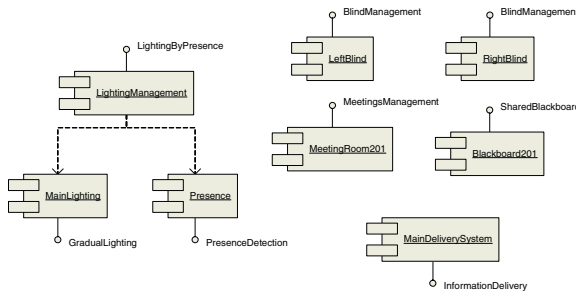 BlindManagement
BlindManagemen
LightingByPresence
LeftBlind
RightBlind
LightingManagement
MeetingsManagement
SharedBlackboard
MeetingRoom201
Blackboard201
MainLighting
Presence
MainDeliverySystem
GradualLighting
PresenceDetection
InformationDelivery